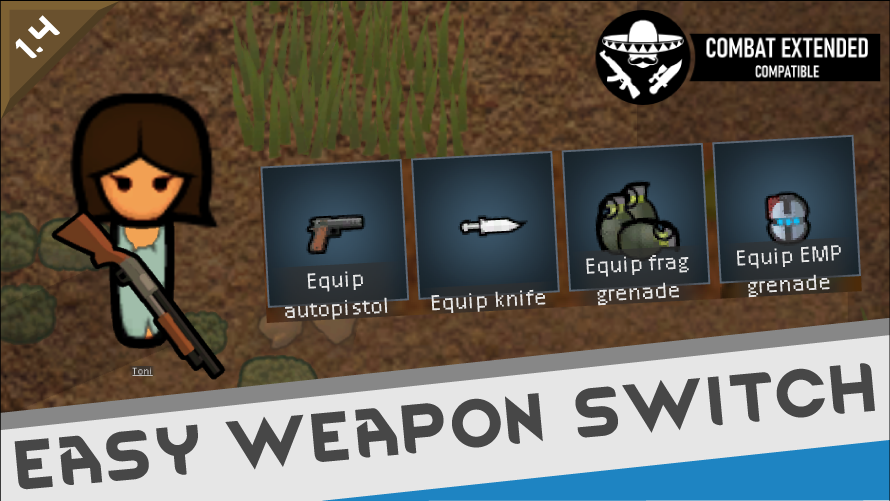 1.4
COMBAT EXTENDED
COMPATIBLE
Equip
autopistol
Equip knife
Equip frag
grenade
Equip EMP
grenade
Toni
EASY WEAPON SWITCH